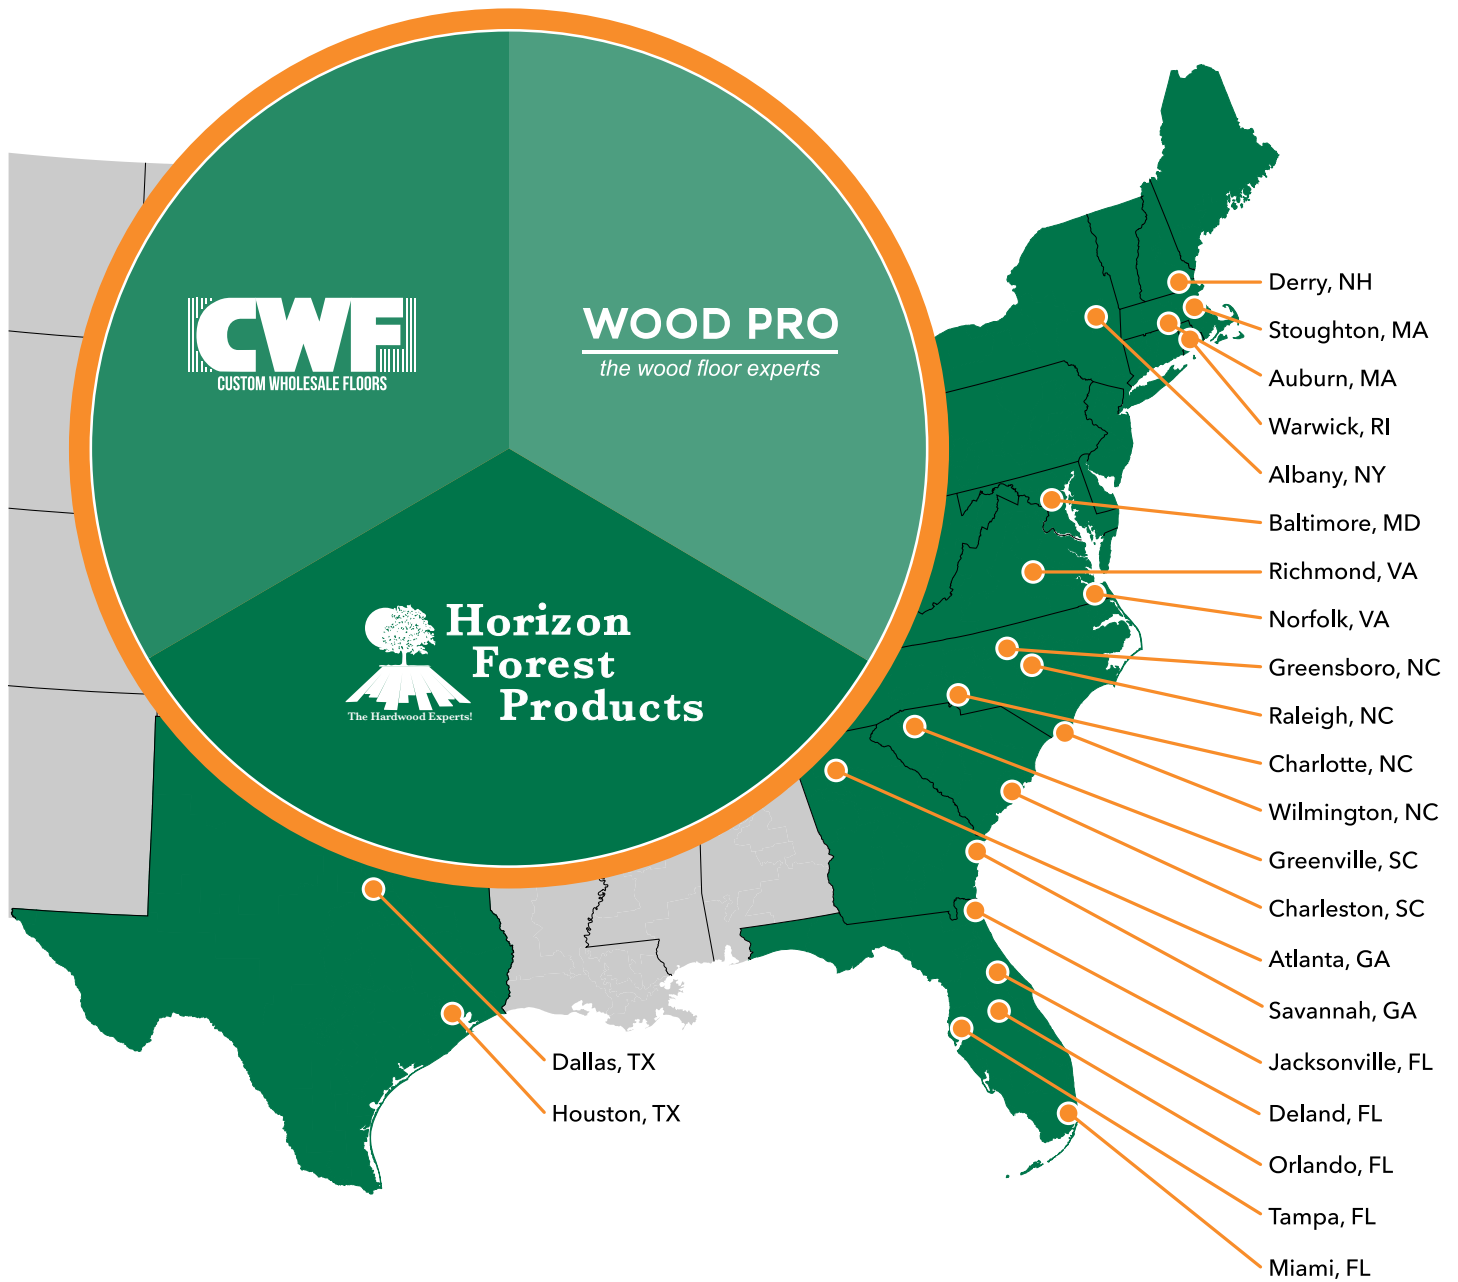 CWF
CUSTOM WHOLESALE FLOORS
WOOD PRO
the wood floor experts
Horizon
Forest
Products
The Hardwood Experts!
Derry, NH
Stoughton, MA
Auburn, MA
Warwick, RI
Albany, NY
Baltimore, MD
Richmond, VA
Norfolk, VA
Greensboro, NC
Raleigh, NC
Charlotte, NC
Wilmington, NC
Greenville, SC
Charleston, SC
Atlanta, GA
Savannah, GA
Jacksonville, FL
Deland, FL
Orlando, FL
Tampa, FL
Miami, FL
Dallas, TX
Houston, TX